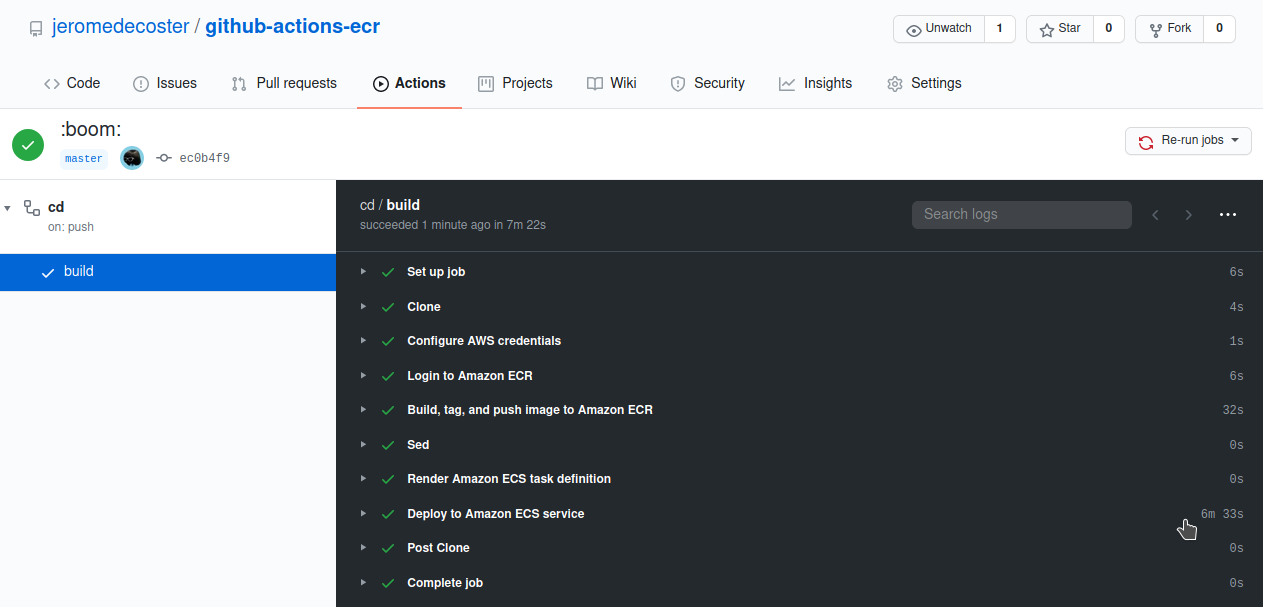 jeromedecoster / github-actions-ecr
Unwatch 1 Star 0 Fork 0
Code Issues Pull requests Actions Projects Wiki Security Insights Settings
:boom:
master ec0b4f9
Re-run jobs
cd
on: push
build
cd / build
succeeded 1 minute ago in 7m 22s
Search logs
Set up job 6s
Clone 4s
Configure AWS credentials 1s
Login to Amazon ECR 6s
Build, tag, and push image to Amazon ECR 32s
Sed 0s
Render Amazon ECS task definition 0s
Deploy to Amazon ECS service 6m 33s
Post Clone 0s
Complete job 0s